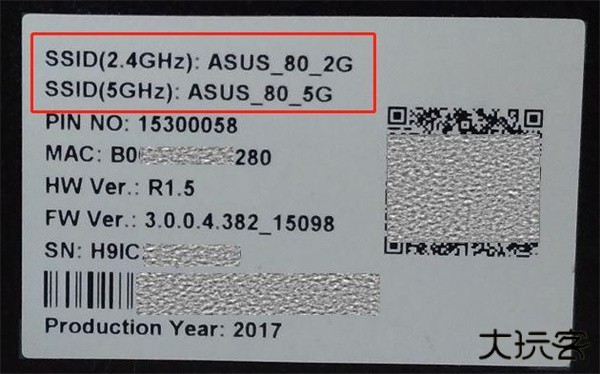 SSID(2.4GHz): ASUS_80_2G
SSID(5GHz): ASUS_80_5G
PIN NO: 15300058
MAC: B0 280
HW Ver.: R1.5
FW Ver.: 3.0.0.4.382_15098
SN: H9IC
Production Year: 2017
大玩客